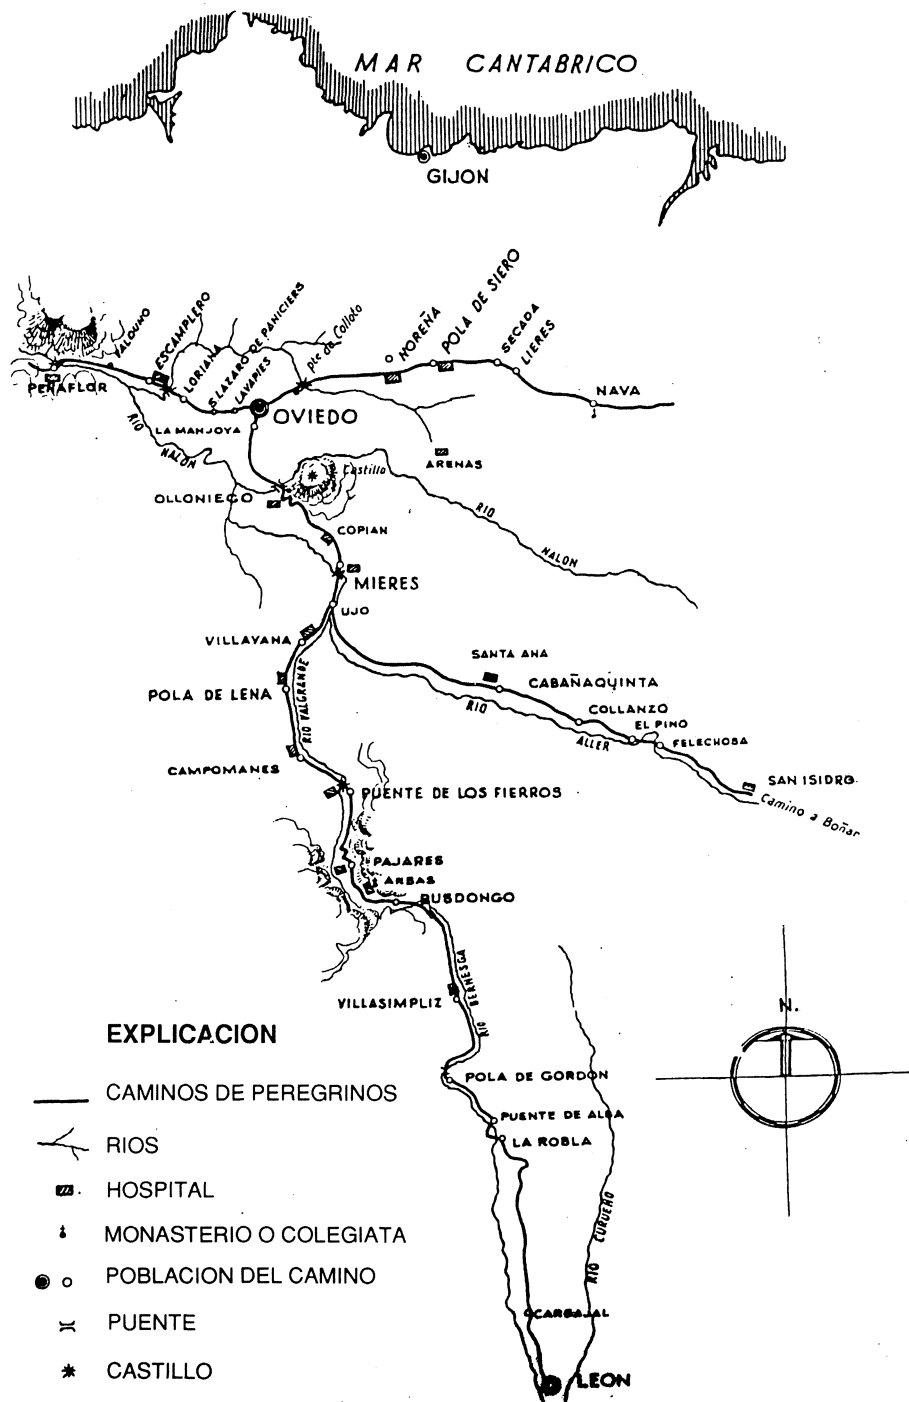 MAR CANTABRICO
GIJON
PEÑAFLOR
VALDUNO
ESCAMPLERO
LORIANA
S. LAZARO DE PANICIERS
LAVAPIES
Pte de Colloto
NOREÑA
POLA DE SIERO
SECADA
LIERES
NAVA
OVIEDO
LA MANJOYA
RIO NALON
ARENAS
Castillo
OLLONIEGO
RIO NALON
COPIAN
MIERES
UJO
VILLAYANA
SANTA ANA
CABAÑAQUINTA
POLA DE LENA
RIO VALGRANDE
RIO ALLER
COLLANZO
EL PINO
FELECHOSA
CAMPOMANES
SAN ISIDRO
Camino a Boñar
PUENTE DE LOS FIERROS
PAJARES
ARBAS
BUSDONGO
RIO BERNESGA
VILLASIMPLIZ
N.
EXPLICACION
POLA DE GORDON
CAMINOS DE PEREGRINOS
PUENTE DE ALBA
LA ROBLA
RIOS
HOSPITAL
RIO CURUEÑO
MONASTERIO O COLEGIATA
POBLACION DEL CAMINO
CARBAJAL
PUENTE
CASTILLO
LEON